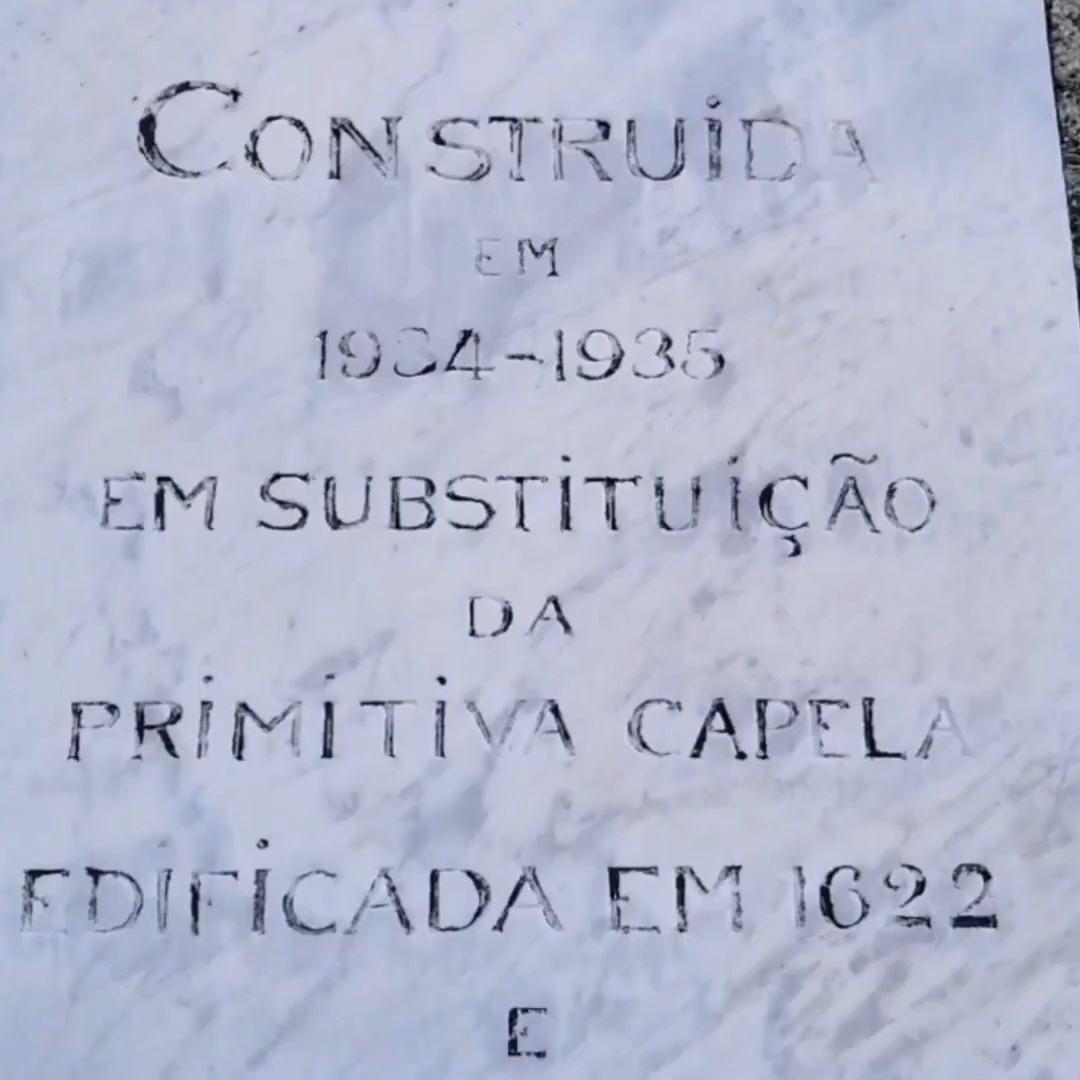 CONSTRUIDA
EM
1934-1935
EM SUBSTITUIÇÃO
DA
PRIMITIVA CAPELA
EDIFICADA EM 1622
E